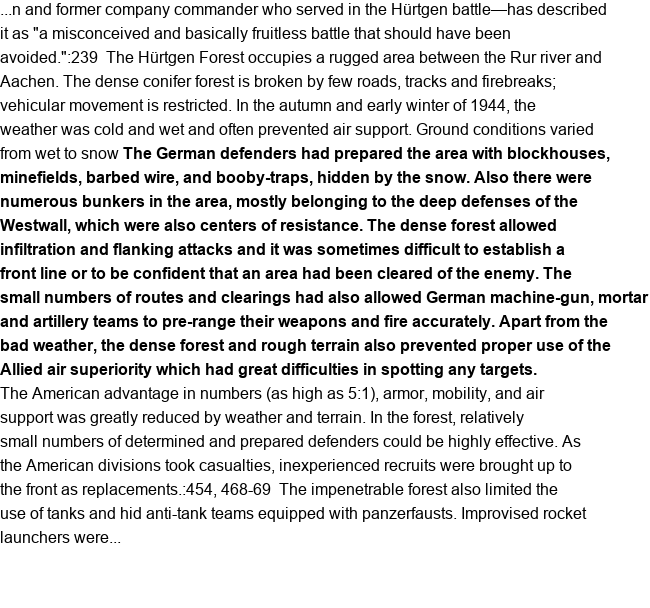 ...n and former company commander who served in the Hürtgen battle—has described
it as "a misconceived and basically fruitless battle that should have been
avoided.":239  The Hürtgen Forest occupies a rugged area between the Rur river and
Aachen. The dense conifer forest is broken by few roads, tracks and firebreaks;
vehicular movement is restricted. In the autumn and early winter of 1944, the
weather was cold and wet and often prevented air support. Ground conditions varied
from wet to snow The German defenders had prepared the area with blockhouses,
minefields, barbed wire, and booby-traps, hidden by the snow. Also there were
numerous bunkers in the area, mostly belonging to the deep defenses of the
Westwall, which were also centers of resistance. The dense forest allowed
infiltration and flanking attacks and it was sometimes difficult to establish a
front line or to be confident that an area had been cleared of the enemy. The
small numbers of routes and clearings had also allowed German machine-gun, mortar
and artillery teams to pre-range their weapons and fire accurately. Apart from the
bad weather, the dense forest and rough terrain also prevented proper use of the
Allied air superiority which had great difficulties in spotting any targets.
The American advantage in numbers (as high as 5:1), armor, mobility, and air
support was greatly reduced by weather and terrain. In the forest, relatively
small numbers of determined and prepared defenders could be highly effective. As
the American divisions took casualties, inexperienced recruits were brought up to
the front as replacements.:454, 468-69  The impenetrable forest also limited the
use of tanks and hid anti-tank teams equipped with panzerfausts. Improvised rocket
launchers were...